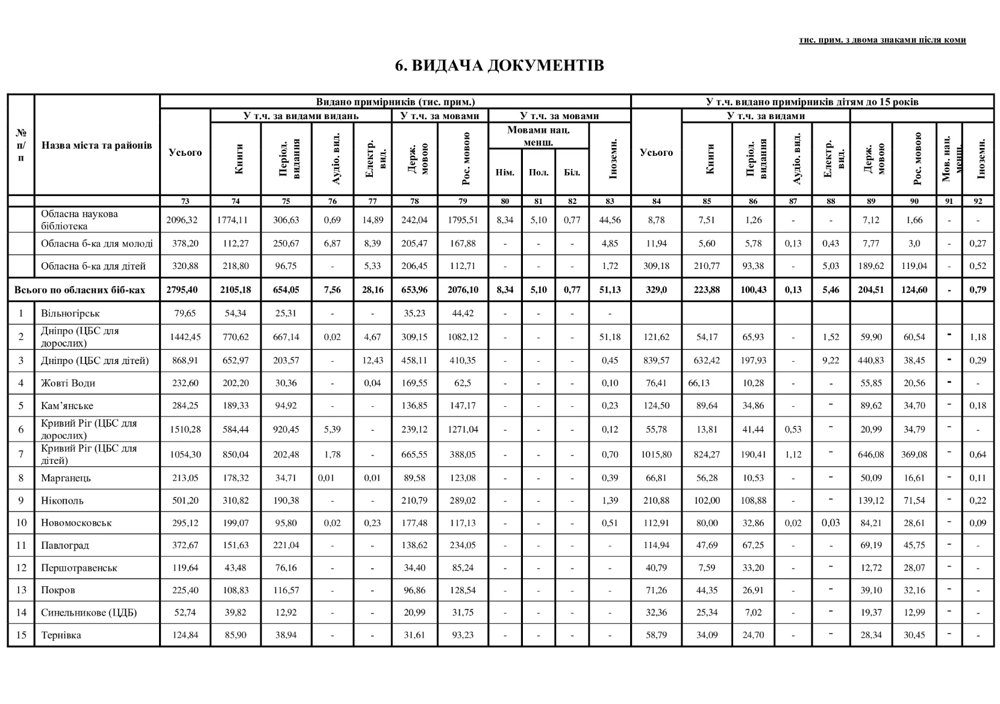 тис. прим. з двома знаками після коми
6. ВИДАЧА ДОКУМЕНТІВ
№ п/п Назва міста та районів Видано примірників (тис. прим.) У т.ч. видано примірників дітям до 15 років
У т.ч. за видами видань У т.ч. за мовами У т.ч. за мовами У т.ч. за видами
Усього Книги Період. видання Аудіо. вид. Електр. вид. Держ. мовою Рос. мовою Мовами нац. менш. Іноземн. Усього Книги Період. видання Аудіо. вид. Електр. вид. Держ. мовою Рос. мовою Мов. нац. менш. Іноземн.
Нім. Пол. Біл.
73 74 75 76 77 78 79 80 81 82 83 84 85 86 87 88 89 90 91 92
Обласна наукова бібліотека 2096,32 1774,11 306,63 0,69 14,89 242,04 1795,51 8,34 5,10 0,77 44,56 8,78 7,51 1,26 - - 7,12 1,66 - -
Обласна б-ка для молоді 378,20 112,27 250,67 6,87 8,39 205,47 167,88 - - - 4,85 11,94 5,60 5,78 0,13 0,43 7,77 3,0 - 0,27
Обласна б-ка для дітей 320,88 218,80 96,75 - 5,33 206,45 112,71 - - - 1,72 309,18 210,77 93,38 - 5,03 189,62 119,04 - 0,52
Всього по обласних біб-ках 2795,40 2105,18 654,05 7,56 28,16 653,96 2076,10 8,34 5,10 0,77 51,13 329,0 223,88 100,43 0,13 5,46 204,51 124,60 - 0,79
1 Вільногірськ 79,65 54,34 25,31 - - 35,23 44,42 - - - -
2 Дніпро (ЦБС для дорослих) 1442,45 770,62 667,14 0,02 4,67 309,15 1082,12 - - - 51,18 121,62 54,17 65,93 - 1,52 59,90 60,54 - 1,18
3 Дніпро (ЦБС для дітей) 868,91 652,97 203,57 - 12,43 458,11 410,35 - - - 0,45 839,57 632,42 197,93 - 9,22 440,83 38,45 - 0,29
4 Жовті Води 232,60 202,20 30,36 - 0,04 169,55 62,5 - - - 0,10 76,41 66,13 10,28 - - 55,85 20,56 - -
5 Кам’янське 284,25 189,33 94,92 - - 136,85 147,17 - - - 0,23 124,50 89,64 34,86 - - 89,62 34,70 - 0,18
6 Кривий Ріг (ЦБС для дорослих) 1510,28 584,44 920,45 5,39 - 239,12 1271,04 - - - 0,12 55,78 13,81 41,44 0,53 - 20,99 34,79 - -
7 Кривий Ріг (ЦБС для дітей) 1054,30 850,04 202,48 1,78 - 665,55 388,05 - - - 0,70 1015,80 824,27 190,41 1,12 - 646,08 369,08 - 0,64
8 Марганець 213,05 178,32 34,71 0,01 0,01 89,58 123,08 - - - 0,39 66,81 56,28 10,53 - - 50,09 16,61 - 0,11
9 Нікополь 501,20 310,82 190,38 - - 210,79 289,02 - - - 1,39 210,88 102,00 108,88 - - 139,12 71,54 - 0,22
10 Новомосковськ 295,12 199,07 95,80 0,02 0,23 177,48 117,13 - - - 0,51 112,91 80,00 32,86 0,02 0,03 84,21 28,61 - 0,09
11 Павлоград 372,67 151,63 221,04 - - 138,62 234,05 - - - - 114,94 47,69 67,25 - - 69,19 45,75 - -
12 Першотравенськ 119,64 43,48 76,16 - - 34,40 85,24 - - - - 40,79 7,59 33,20 - - 12,72 28,07 - -
13 Покров 225,40 108,83 116,57 - - 96,86 128,54 - - - - 71,26 44,35 26,91 - - 39,10 32,16 - -
14 Синельникове (ЦДБ) 52,74 39,82 12,92 - - 20,99 31,75 - - - - 32,36 25,34 7,02 - - 19,37 12,99 - -
15 Тернівка 124,84 85,90 38,94 - - 31,61 93,23 - - - - 58,79 34,09 24,70 - - 28,34 30,45 - -